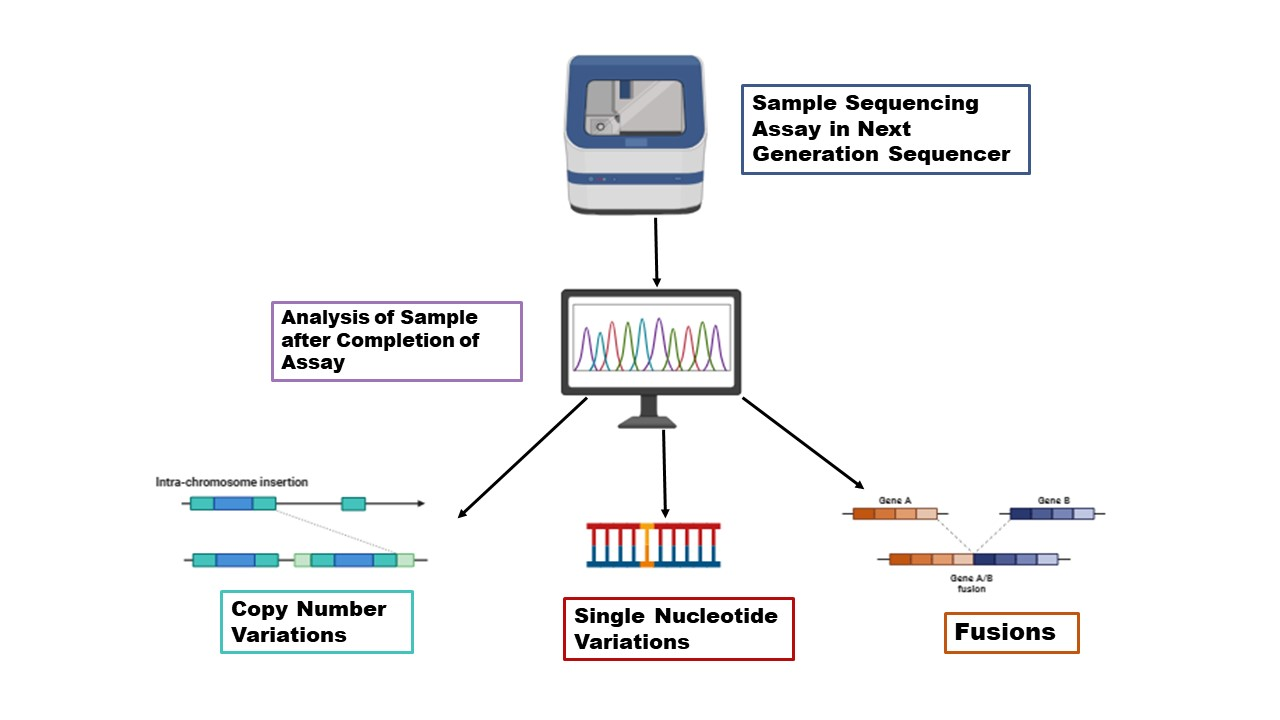 Sample Sequencing
Assay in Next
Generation Sequencer
Analysis of Sample
after Completion of
Assay
Intra-chromosome insertion
Copy Number
Variations
Single Nucleotide
Variations
Gene A
Gene B
Gene A/B
fusion
Fusions